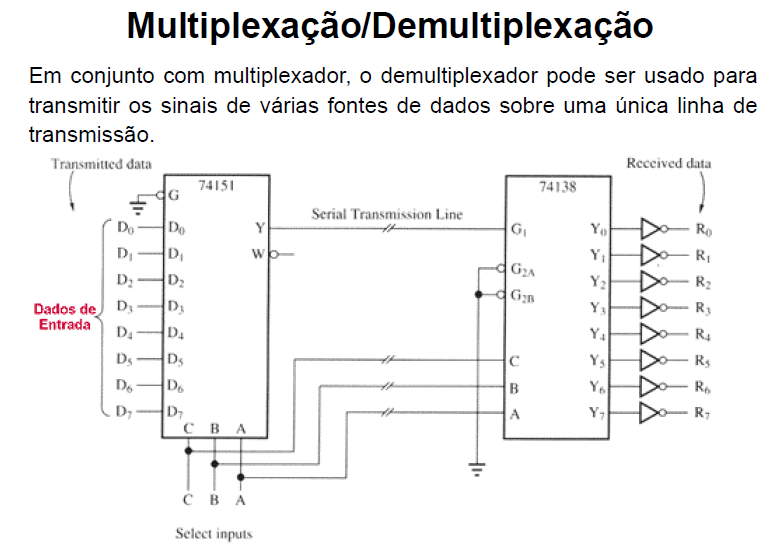 Multiplexação/Demultiplexação
Em conjunto com multiplexador, o demultiplexador pode ser usado para
transmitir os sinais de várias fontes de dados sobre uma única linha de
transmissão.
Transmitted data
Received data
74151
74138
G
Serial Transmission Line
D0 D0 Y G1 Y0 R0
D1 D1 W Y1 R1
G2A
D2 D2 Y2 R2
G2B
Dados de
Entrada
D3 D3 Y3 R3
D4 D4 Y4 R4
D5 D5 C Y5 R5
D6 D6 B Y6 R6
D7 D7 A Y7 R7
C B A
C B A
Select inputs